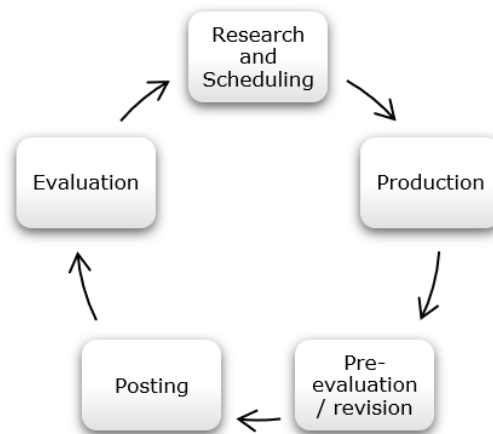 Research
and
Scheduling
Evaluation
Production
Posting
Pre-
evaluation
/ revision